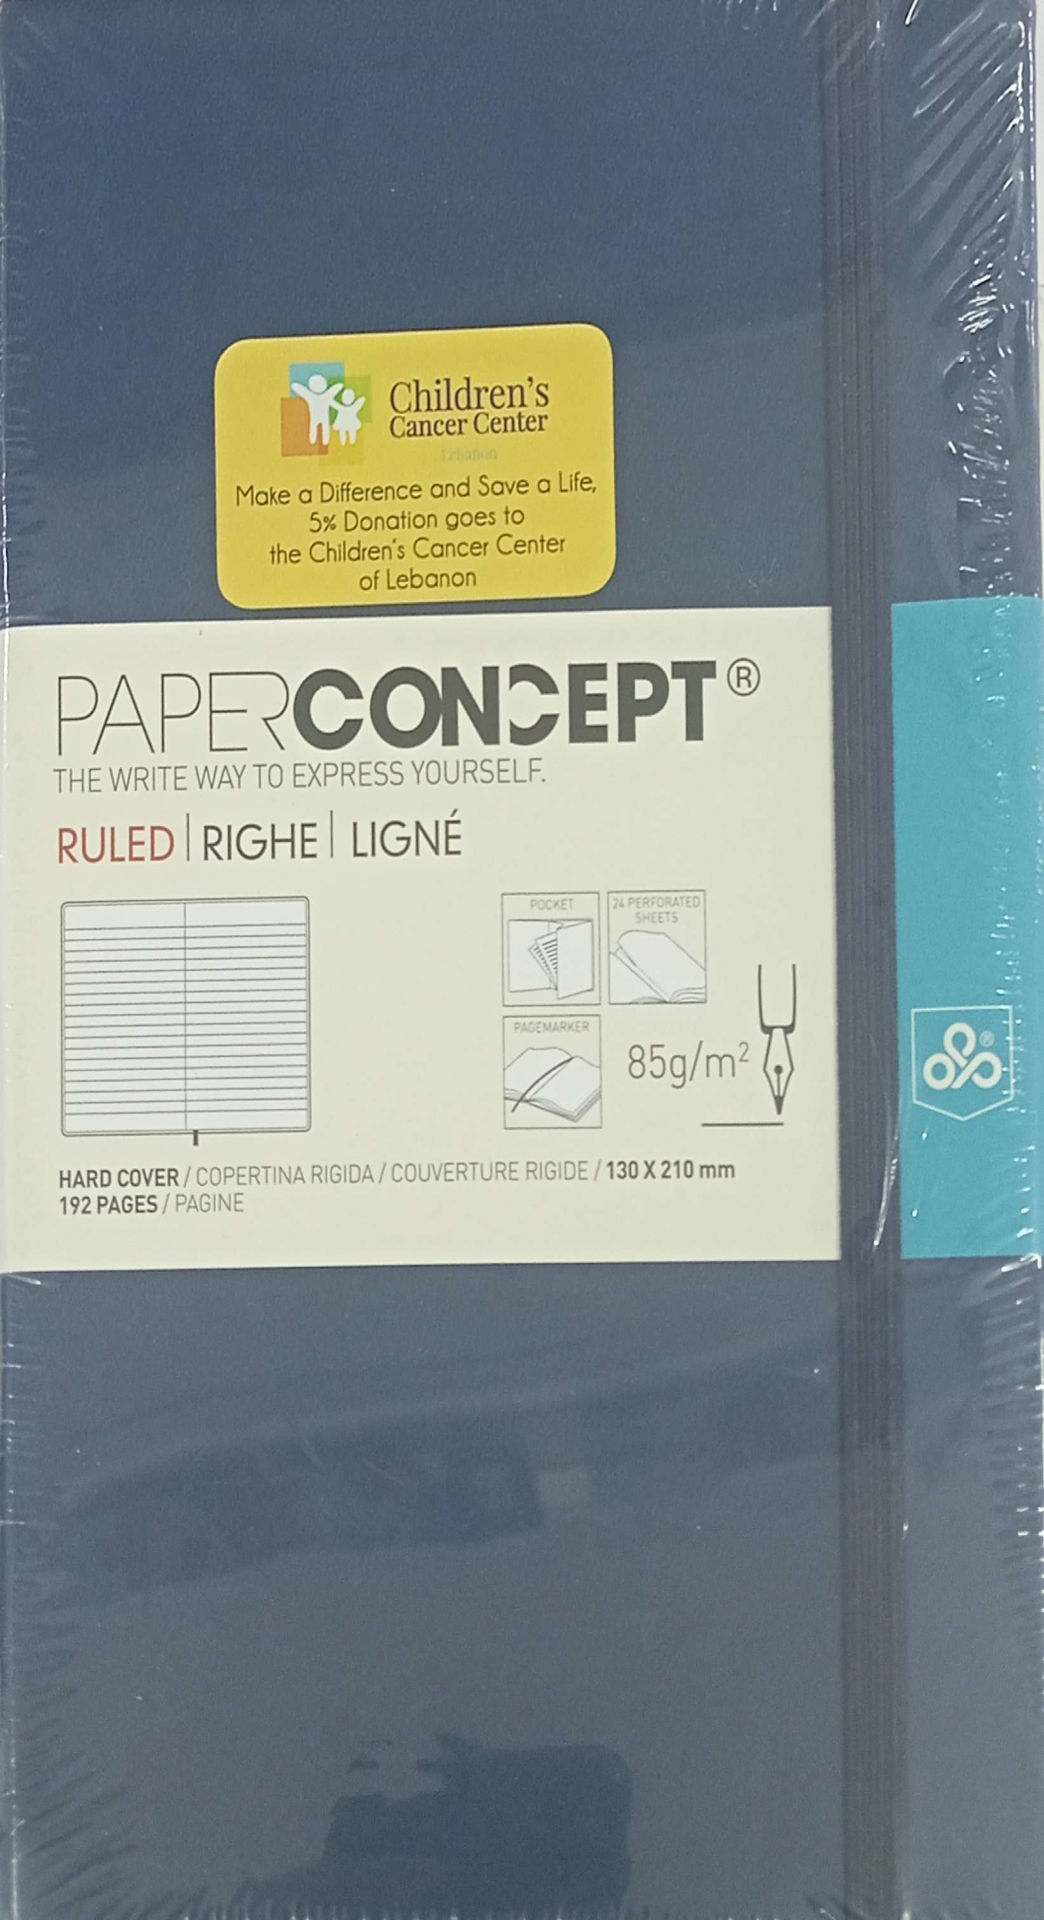 Children's
Cancer Center
Lebanon
Make a Difference and Save a Life,
5% Donation goes to
the Children's Cancer Center
of Lebanon
PAPERCONCEPT®
THE WRITE WAY TO EXPRESS YOURSELF.
RULED | RIGHE | LIGNÉ
POCKET
24 PERFORATED
SHEETS
PAGEMARKER
85g/m²
®
HARD COVER / COPERTINA RIGIDA / COUVERTURE RIGIDE / 130 X 210 mm
192 PAGES / PAGINE